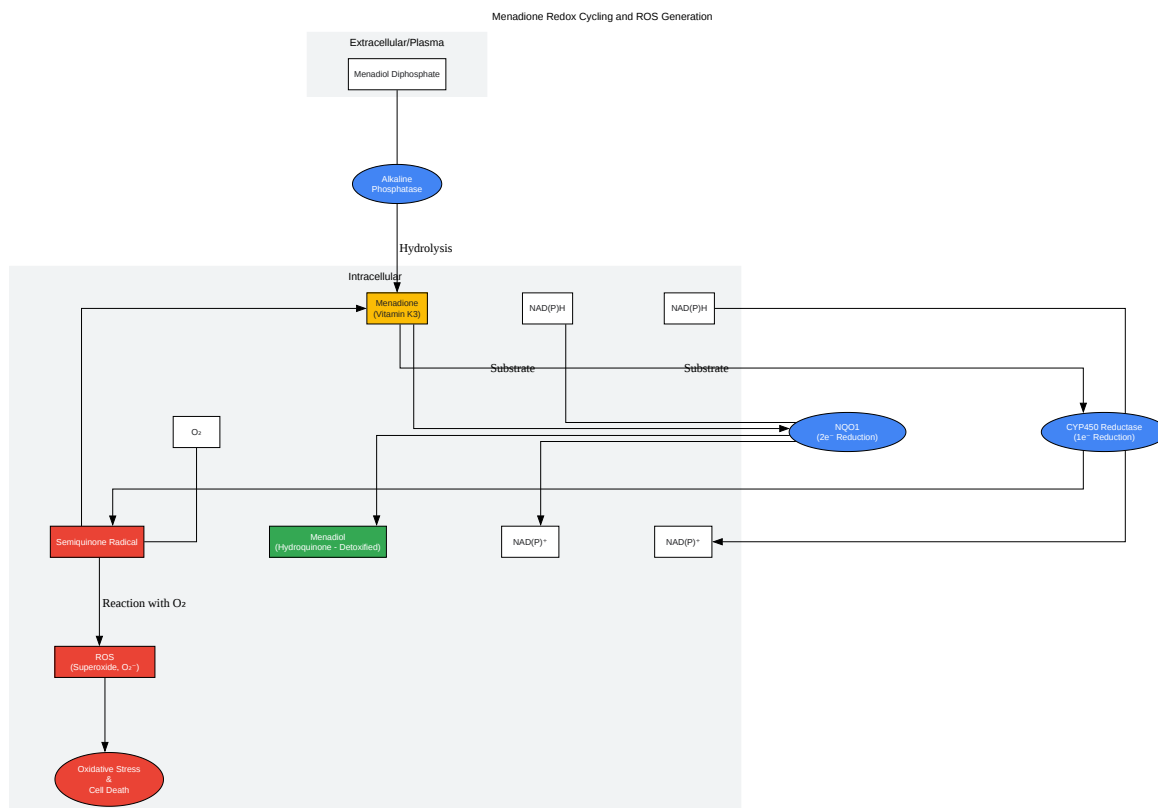 Menadione Redox Cycling and ROS Generation
Extracellular/Plasma
Menadiol Diphosphate
Alkaline
Phosphatase
Hydrolysis
Intracellular
Menadione
(Vitamin K3)
NAD(P)H
NAD(P)H
Substrate
Substrate
O₂
NQO1
(2e⁻ Reduction)
CYP450 Reductase
(1e⁻ Reduction)
Semiquinone Radical
Menadiol
(Hydroquinone - Detoxified)
NAD(P)⁺
NAD(P)⁺
Reaction with O₂
ROS
(Superoxide, O₂⁻)
Oxidative Stress
&
Cell Death